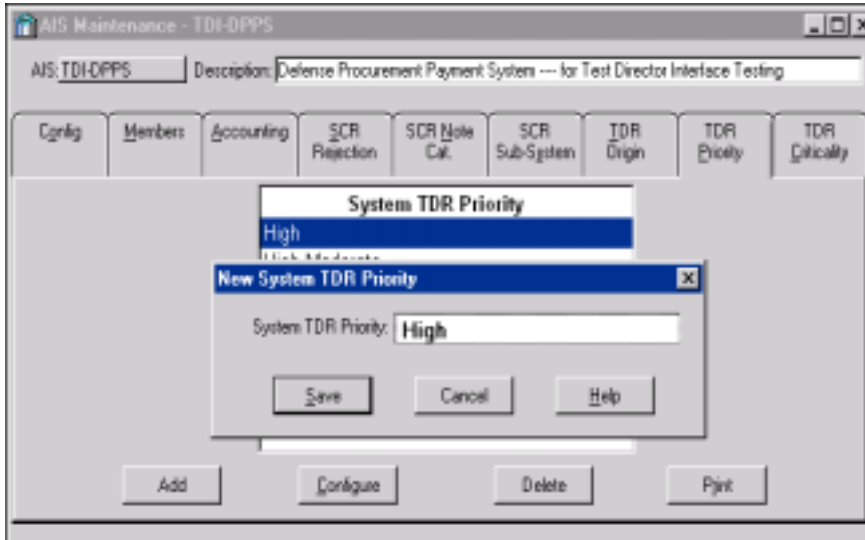 AIS Maintenance - TDI-DPPS
AIS: TDI-DPPS Description: Defense Procurement Payment System --- for Test Director Interface Testing
Config
Members
Accounting
SCR Rejection
SCR Note Cat.
SCR Sub-System
TDR Origin
TDR Priority
TDR Criticality
System TDR Priority
High
High-Moderate
New System TDR Priority
System TDR Priority: High
Save Cancel Help
Add Configure Delete Print